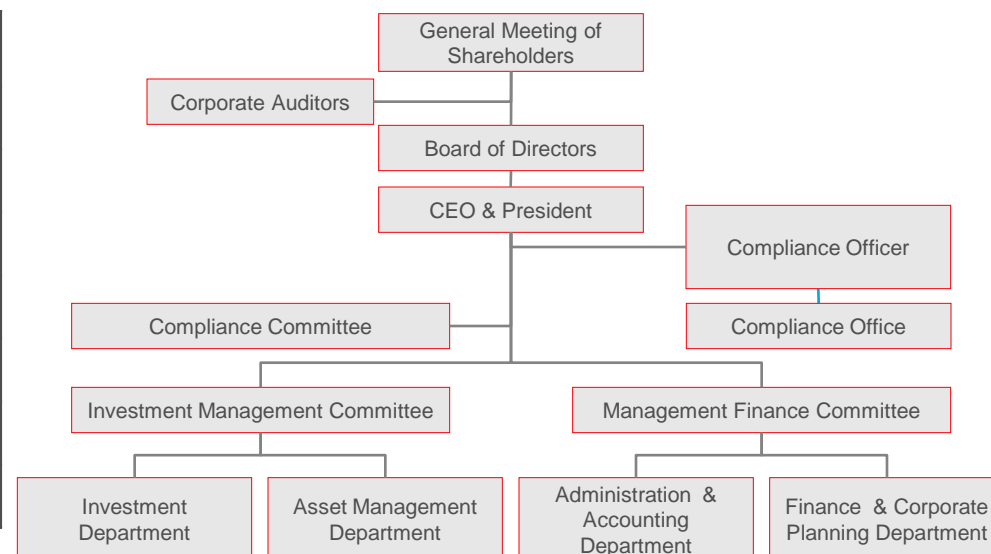 General Meeting of
Shareholders
Corporate Auditors
Board of Directors
CEO & President
Compliance Officer
Compliance Committee
Compliance Office
Investment Management Committee
Management Finance Committee
Investment
Department
Asset Management
Department
Administration &
Accounting
Department
Finance & Corporate
Planning Department